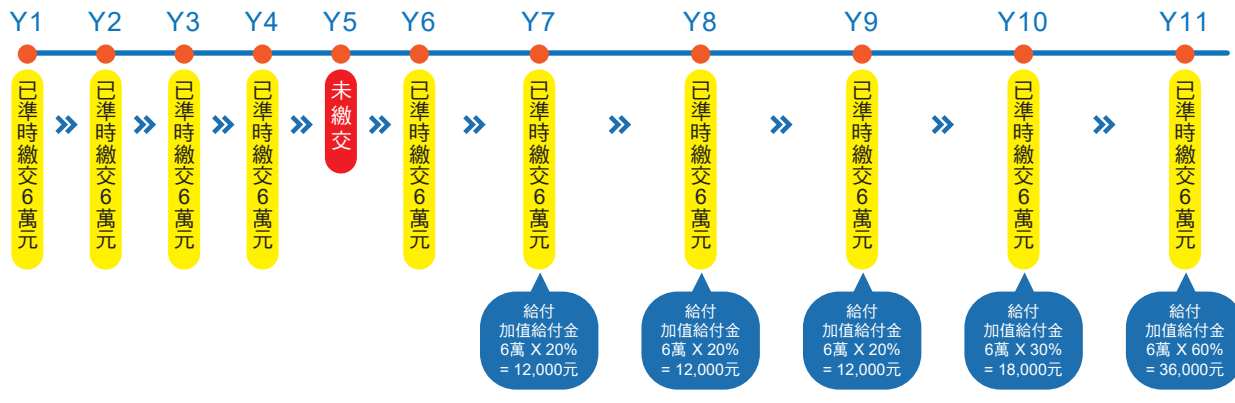 Y1
Y2
Y3
Y4
Y5
Y6
Y7
Y8
Y9
Y10
Y11
已準時繳交6萬元
已準時繳交6萬元
已準時繳交6萬元
已準時繳交6萬元
未繳交
已準時繳交6萬元
已準時繳交6萬元
已準時繳交6萬元
已準時繳交6萬元
已準時繳交6萬元
已準時繳交6萬元
給付
加值給付金
6萬 X 20%
= 12,000元
給付
加值給付金
6萬 X 20%
= 12,000元
給付
加值給付金
6萬 X 20%
= 12,000元
給付
加值給付金
6萬 X 30%
= 18,000元
給付
加值給付金
6萬 X 60%
= 36,000元